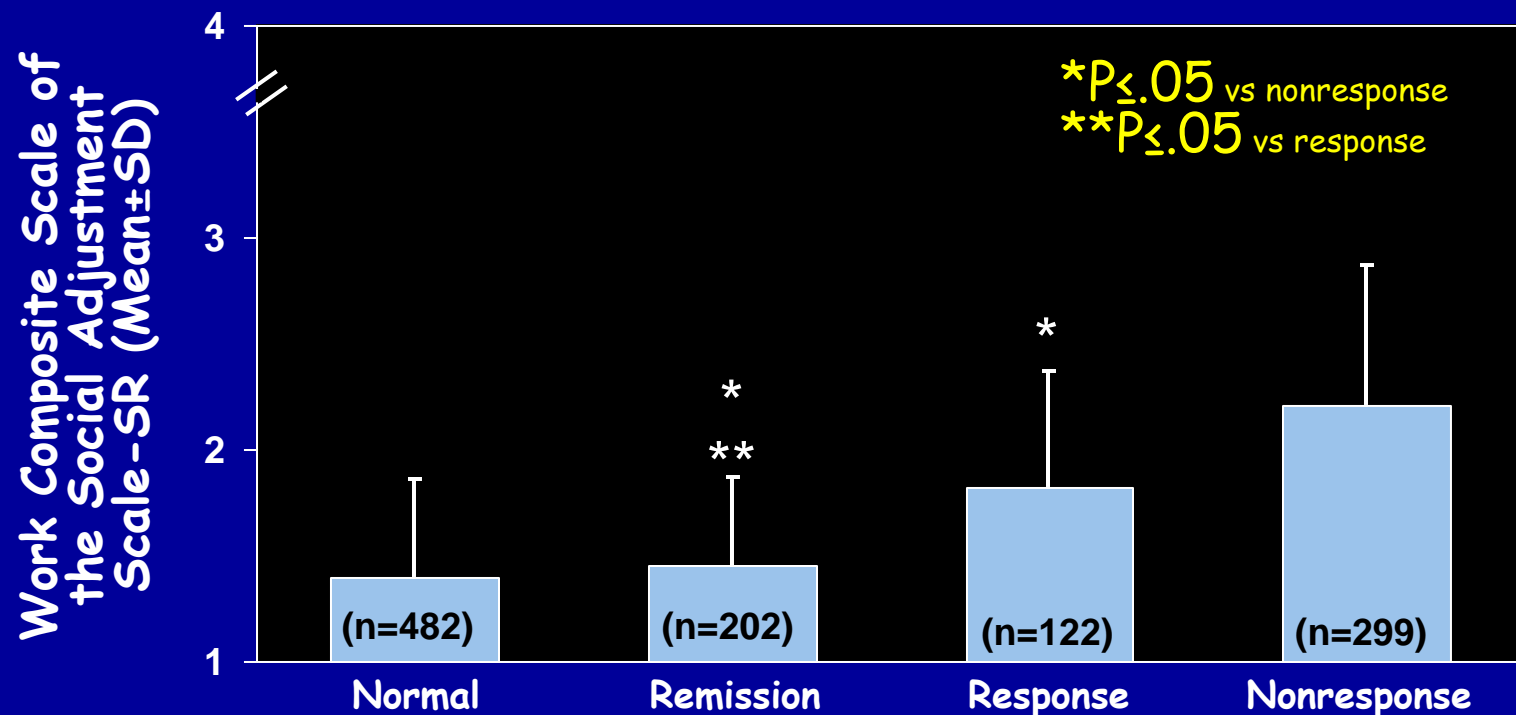 Work Composite Scale of
the Social Adjustment
Scale-SR (Mean±SD)
4
3
2
1
*P≤.05 vs nonresponse
**P≤.05 vs response
*
**
*
(n=482)
(n=202)
(n=122)
(n=299)
Normal
Remission
Response
Nonresponse